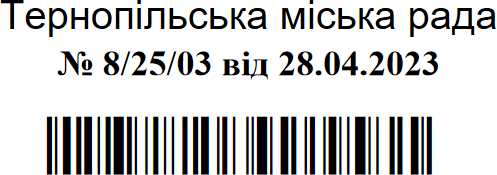 Тернопільська міська рада
№ 8/25/03 від 28.04.2023